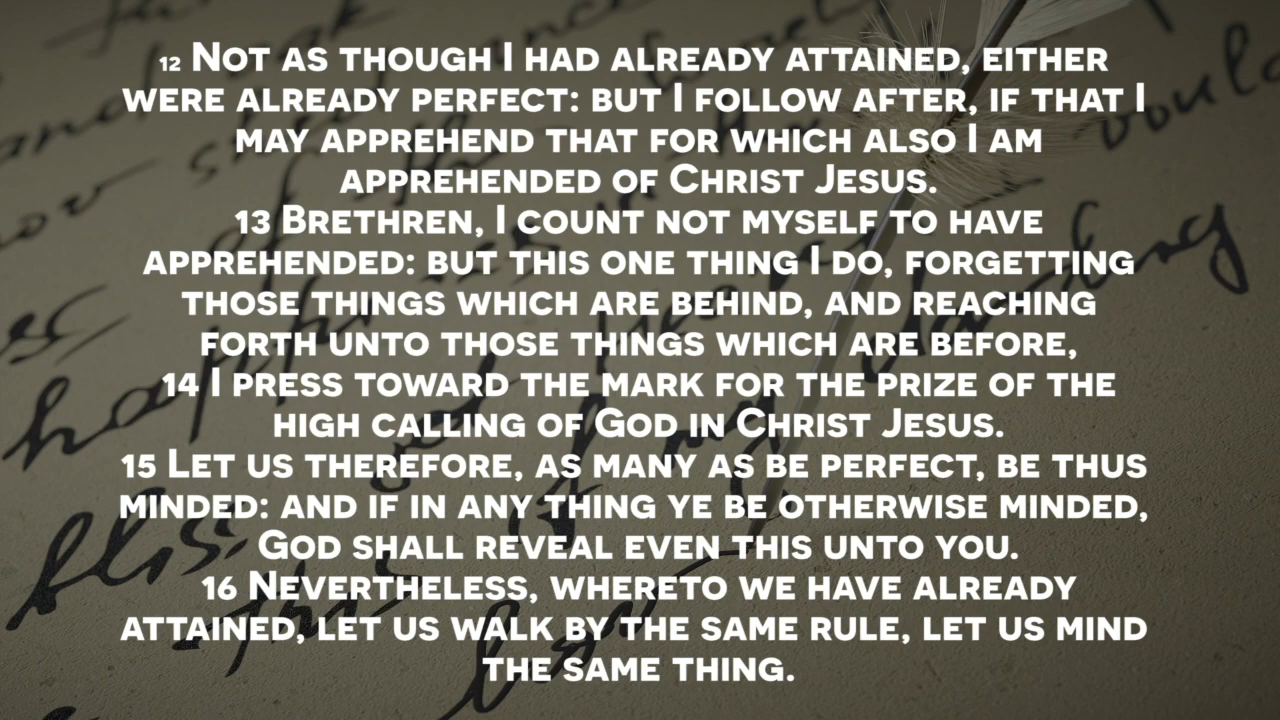 12 Not as though I had already attained, either
were already perfect: but I follow after, if that I
may apprehend that for which also I am
apprehended of Christ Jesus.
13 Brethren, I count not myself to have
apprehended: but this one thing I do, forgetting
those things which are behind, and reaching
forth unto those things which are before,
14 I press toward the mark for the prize of the
high calling of God in Christ Jesus.
15 Let us therefore, as many as be perfect, be thus
minded: and if in any thing ye be otherwise minded,
God shall reveal even this unto you.
16 Nevertheless, whereto we have already
attained, let us walk by the same rule, let us mind
the same thing.